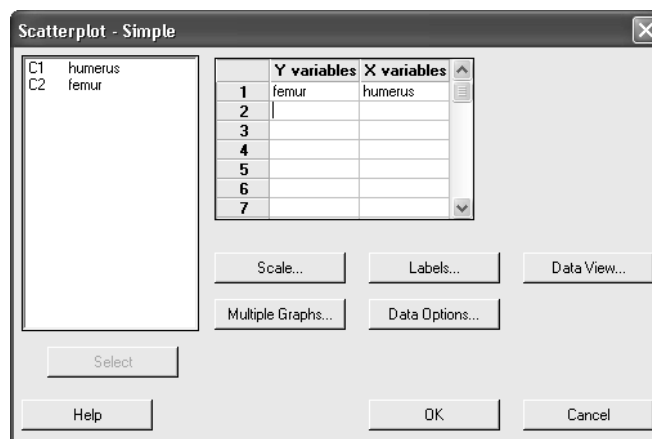 Scatterplot - Simple
C1 humerus
C2 femur
Y variables X variables
1 femur humerus
2
3
4
5
6
7
Scale... Labels... Data View...
Multiple Graphs... Data Options...
Select
Help OK Cancel